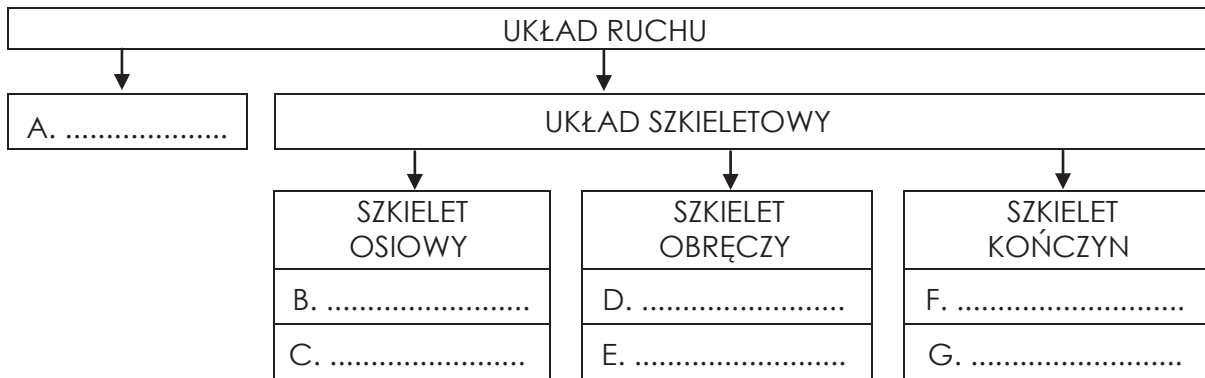 UKŁAD RUCHU
A. ....................
UKŁAD SZKIELETOWY
SZKIELET
OSIOWY
SZKIELET
OBRĘCZY
SZKIELET
KOŃCZYN
B. .........................
D. .........................
F. .........................
C. ........................
E. ..........................
G. ..........................